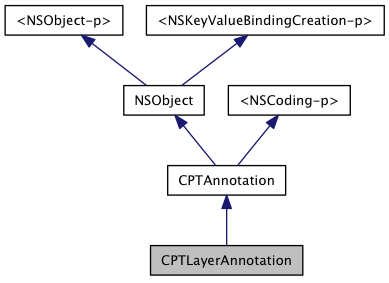 <NSObject-p>
<NSKeyValueBindingCreation-p>
NSObject
<NSCoding-p>
CPTAnnotation
CPTLayerAnnotation